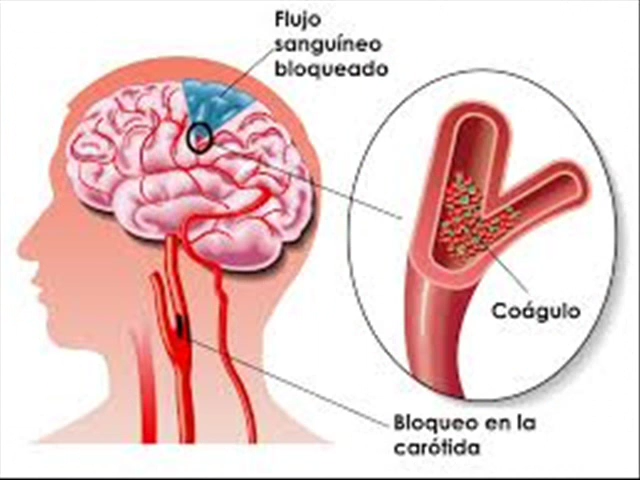 Flujo
sanguíneo
bloqueado
Coágulo
Bloqueo en la
carótida